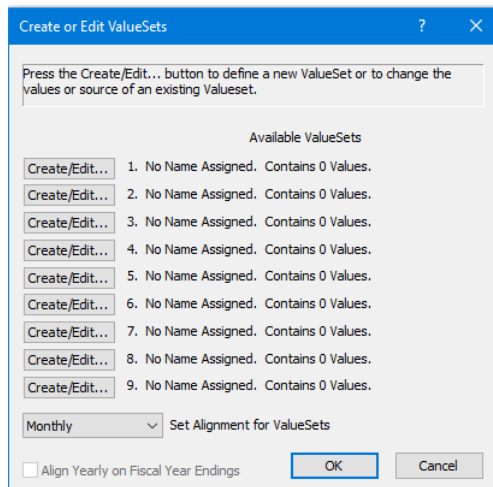 Create or Edit ValueSets
Press the Create/Edit... button to define a new ValueSet or to change the
values or source of an existing Valueset.
Available ValueSets
Create/Edit... 1. No Name Assigned. Contains 0 Values.
Create/Edit... 2. No Name Assigned. Contains 0 Values.
Create/Edit... 3. No Name Assigned. Contains 0 Values.
Create/Edit... 4. No Name Assigned. Contains 0 Values.
Create/Edit... 5. No Name Assigned. Contains 0 Values.
Create/Edit... 6. No Name Assigned. Contains 0 Values.
Create/Edit... 7. No Name Assigned. Contains 0 Values.
Create/Edit... 8. No Name Assigned. Contains 0 Values.
Create/Edit... 9. No Name Assigned. Contains 0 Values.
Monthly Set Alignment for ValueSets
Align Yearly on Fiscal Year Endings OK Cancel